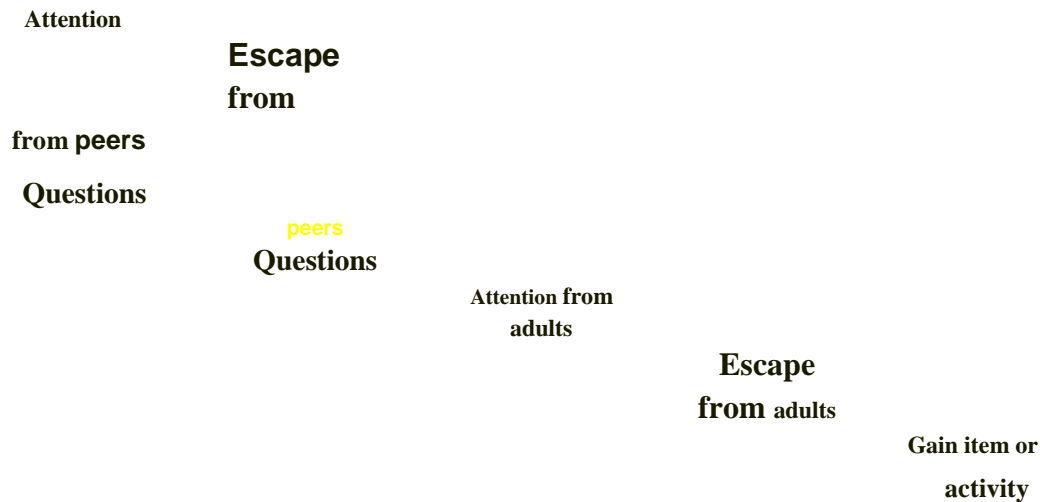 Attention
Escape
from
from peers
Questions
peers
Questions
Attention from
adults
Escape
from adults
Gain item or
activity